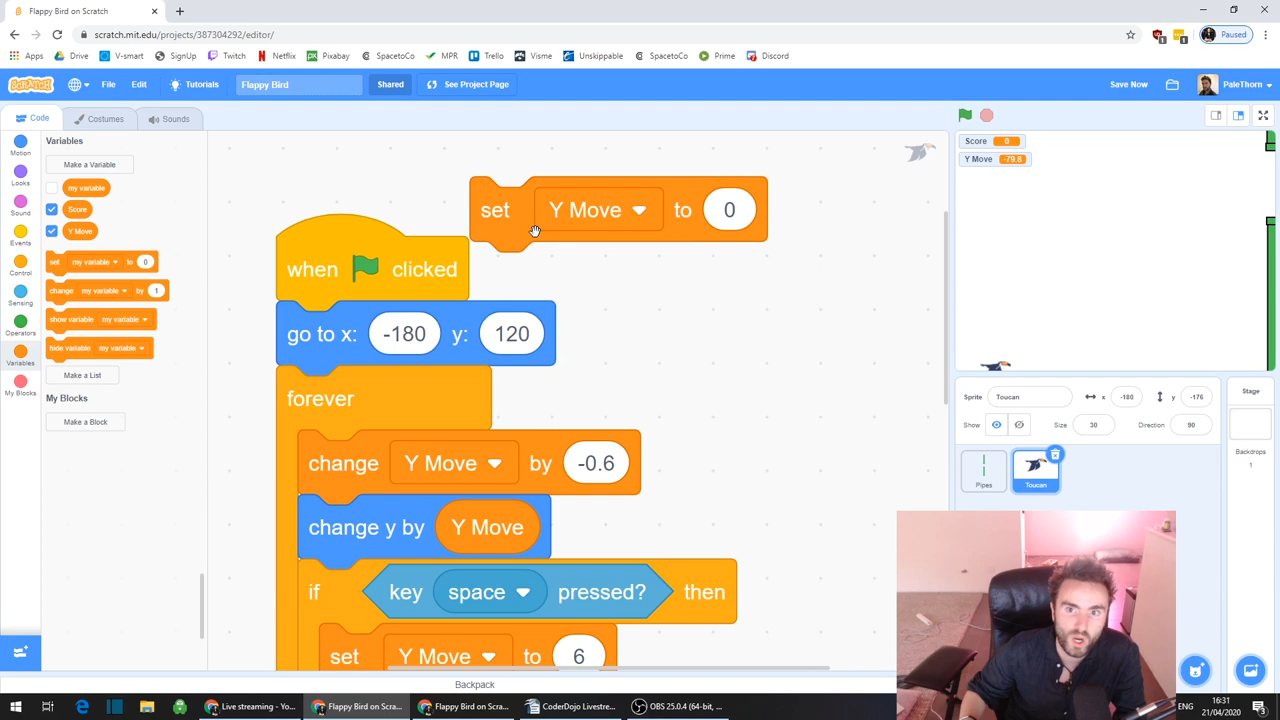 Flappy Bird on Scratch
scratch.mit.edu/projects/387304292/editor/
Paused
Apps Drive V-smart SignUp Twitch Netflix Pixabay SpacetoCo MPR Trello Visme Unskippable SpacetoCo Prime Discord
SCRATCH File Edit Tutorials Flappy Bird Shared See Project Page Save Now PaleThorn
Code Costumes Sounds
Motion
Looks
Sound
Events
Control
Sensing
Operators
Variables
My Blocks
Variables
Make a Variable
my variable
Score
Y Move
set my variable to 0
change my variable by 1
show variable my variable
hide variable my variable
Make a List
My Blocks
Make a Block
set Y Move to 0
when clicked
go to x: -180 y: 120
forever
change Y Move by -0.6
change y by Y Move
if key space pressed? then
set Y Move to 6
Backpack
Score 0
Y Move -79.8
Sprite Toucan x -180 y -176
Show Size 30 Direction 90
Pipes
Toucan
Stage
Backdrops
1
Live streaming - Yo...
Flappy Bird on Scra...
Flappy Bird on Scra...
CoderDojo Livestre...
OBS 25.0.4 (64-bit, ...
ENG
16:31
21/04/2020